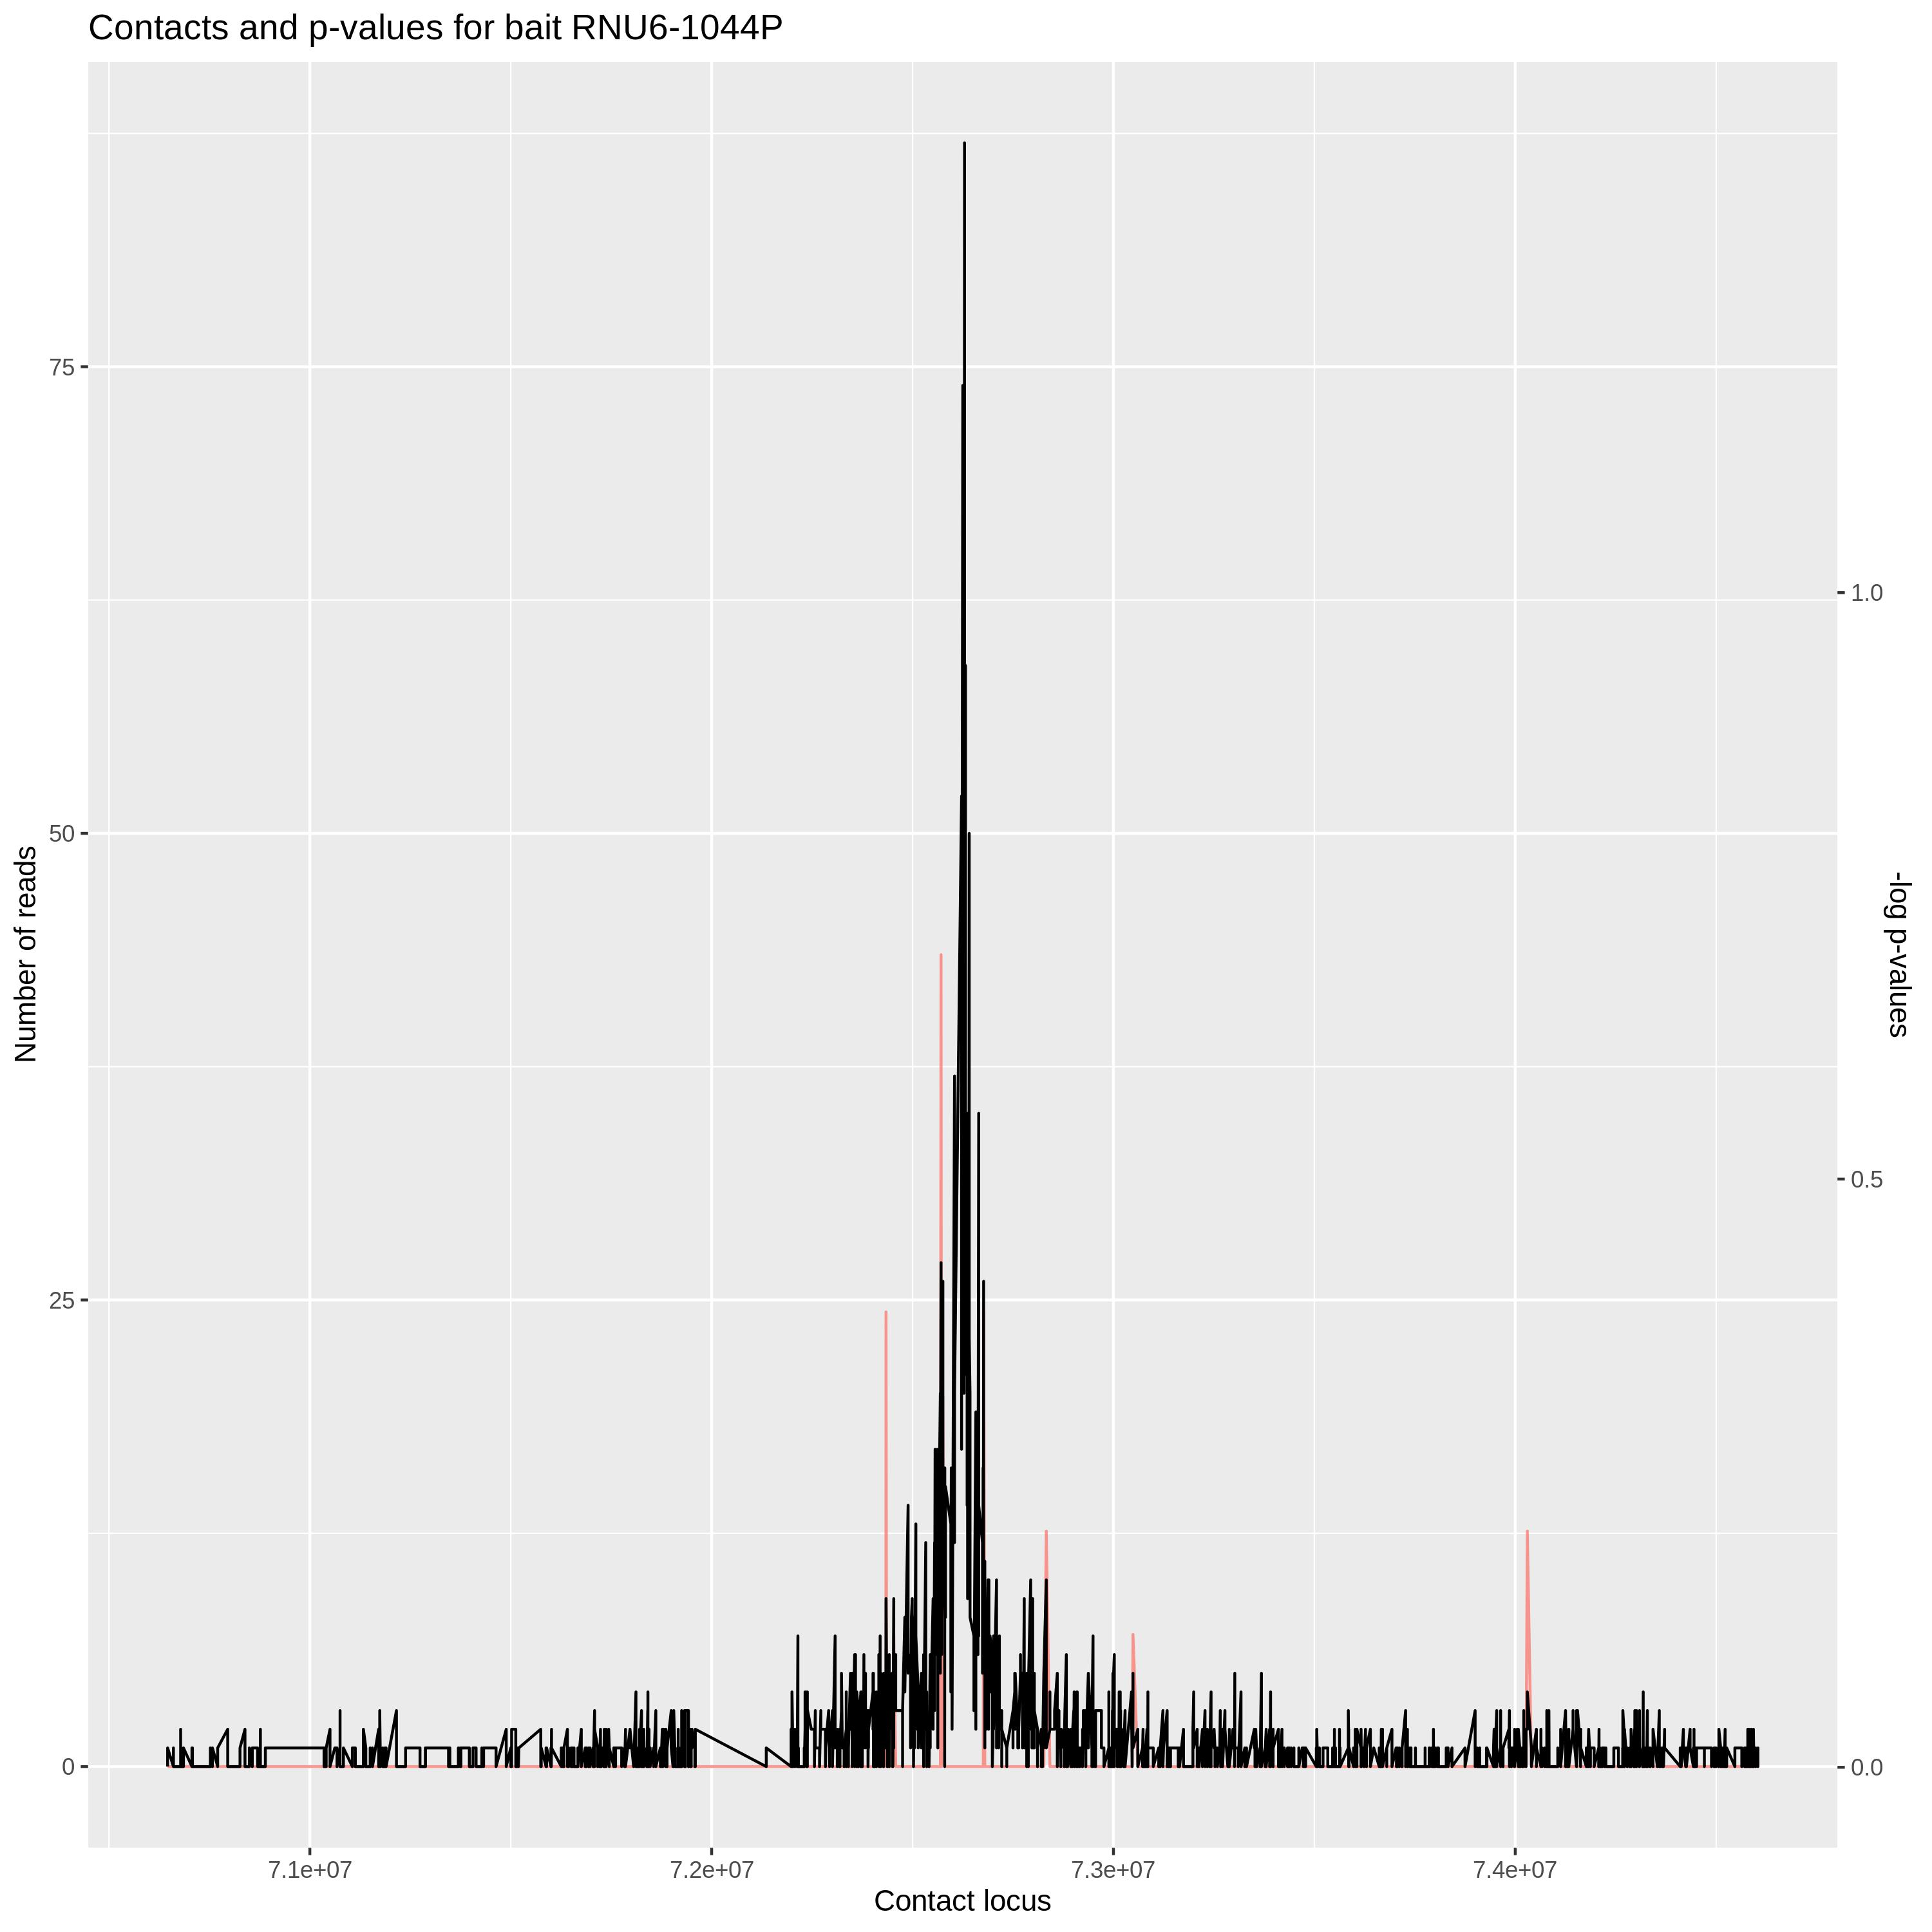 Contacts and p-values for bait RNU6-1044P
75
50
25
0
1.0
0.5
0.0
Number of reads
-log p-values
7.1e+07
7.2e+07
7.3e+07
7.4e+07
Contact locus